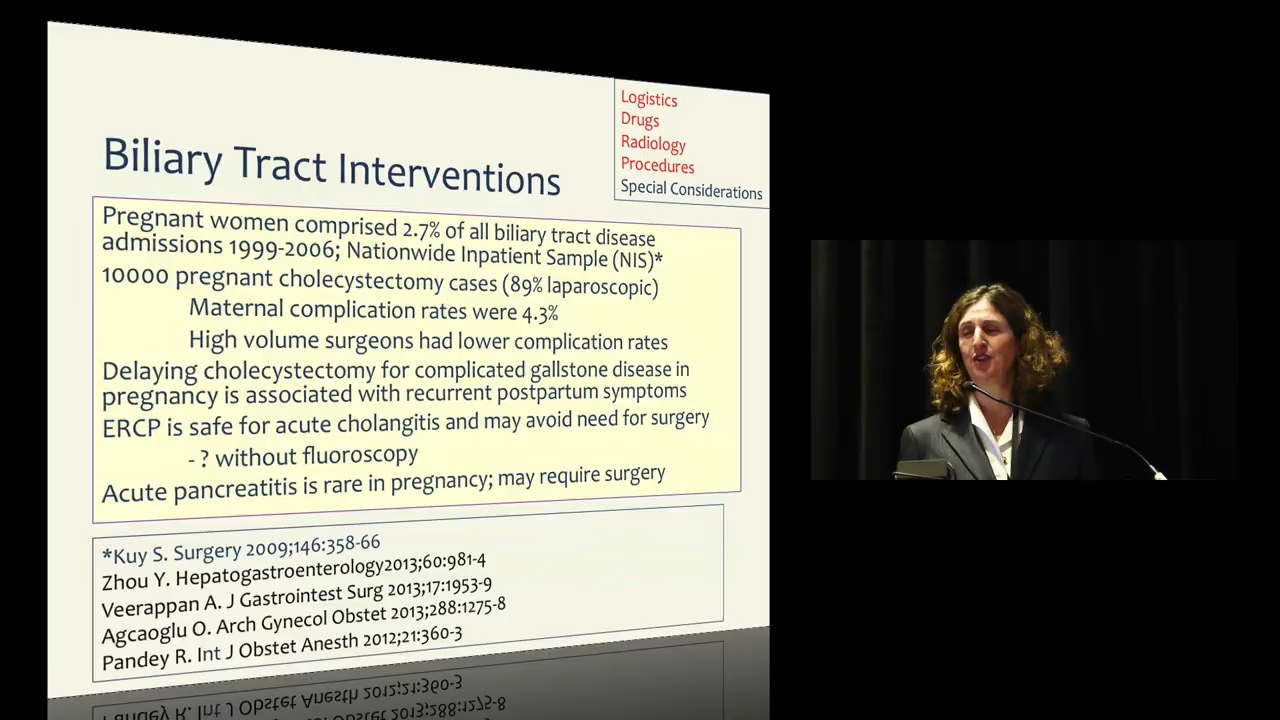 Logistics
Drugs
Radiology
Procedures
Special Considerations
Biliary Tract Interventions
Pregnant women comprised 2.7% of all biliary tract disease
admissions 1999-2006; Nationwide Inpatient Sample (NIS)*
10000 pregnant cholecystectomy cases (89% laparoscopic)
Maternal complication rates were 4.3%
High volume surgeons had lower complication rates
Delaying cholecystectomy for complicated gallstone disease in
pregnancy is associated with recurrent postpartum symptoms
ERCP is safe for acute cholangitis and may avoid need for surgery
- ? without fluoroscopy
Acute pancreatitis is rare in pregnancy; may require surgery
*Kuy S. Surgery 2009;146:358-66
Zhou Y. Hepatogastroenterology2013;60:981-4
Veerappan A. J Gastrointest Surg 2013;17:1953-9
Agcaoglu O. Arch Gynecol Obstet 2013;288:1275-8
Pandey R. Int J Obstet Anesth 2012;21:360-3